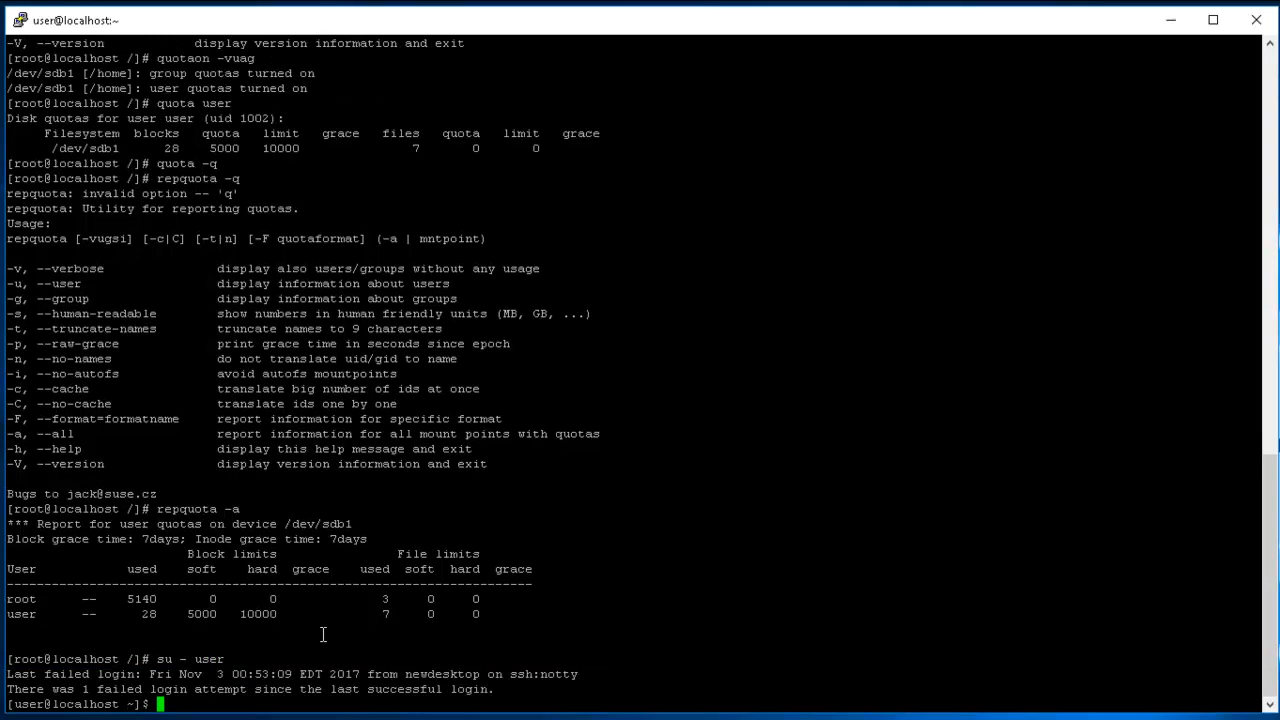 user@localhost:~
-V, --version            display version information and exit
[root@localhost /]# quotaon -vuag
/dev/sdb1 [/home]: group quotas turned on
/dev/sdb1 [/home]: user quotas turned on
[root@localhost /]# quota user
Disk quotas for user user (uid 1002):
     Filesystem  blocks   quota   limit   grace   files   quota   limit   grace
      /dev/sdb1      28    5000   10000               7       0       0
[root@localhost /]# quota -q
[root@localhost /]# repquota -q
repquota: invalid option -- 'q'
repquota: Utility for reporting quotas.
Usage:
repquota [-vugsi] [-c|C] [-t|n] [-F quotaformat] (-a | mntpoint)
-v, --verbose               display also users/groups without any usage
-u, --user                  display information about users
-g, --group                 display information about groups
-s, --human-readable        show numbers in human friendly units (MB, GB, ...)
-t, --truncate-names        truncate names to 9 characters
-p, --raw-grace             print grace time in seconds since epoch
-n, --no-names              do not translate uid/gid to name
-i, --no-autofs             avoid autofs mountpoints
-c, --cache                 translate big number of ids at once
-C, --no-cache              translate ids one by one
-F, --format=formatname     report information for specific format
-a, --all                   report information for all mount points with quotas
-h, --help                  display this help message and exit
-V, --version               display version information and exit
Bugs to jack@suse.cz
[root@localhost /]# repquota -a
*** Report for user quotas on device /dev/sdb1
Block grace time: 7days; Inode grace time: 7days
                        Block limits                File limits
User            used    soft    hard  grace    used  soft  hard  grace
----------------------------------------------------------------------
root      --    5140       0       0              3     0     0
user      --      28    5000   10000              7     0     0
[root@localhost /]# su - user
Last failed login: Fri Nov  3 00:53:09 EDT 2017 from newdesktop on ssh:notty
There was 1 failed login attempt since the last successful login.
[user@localhost ~]$